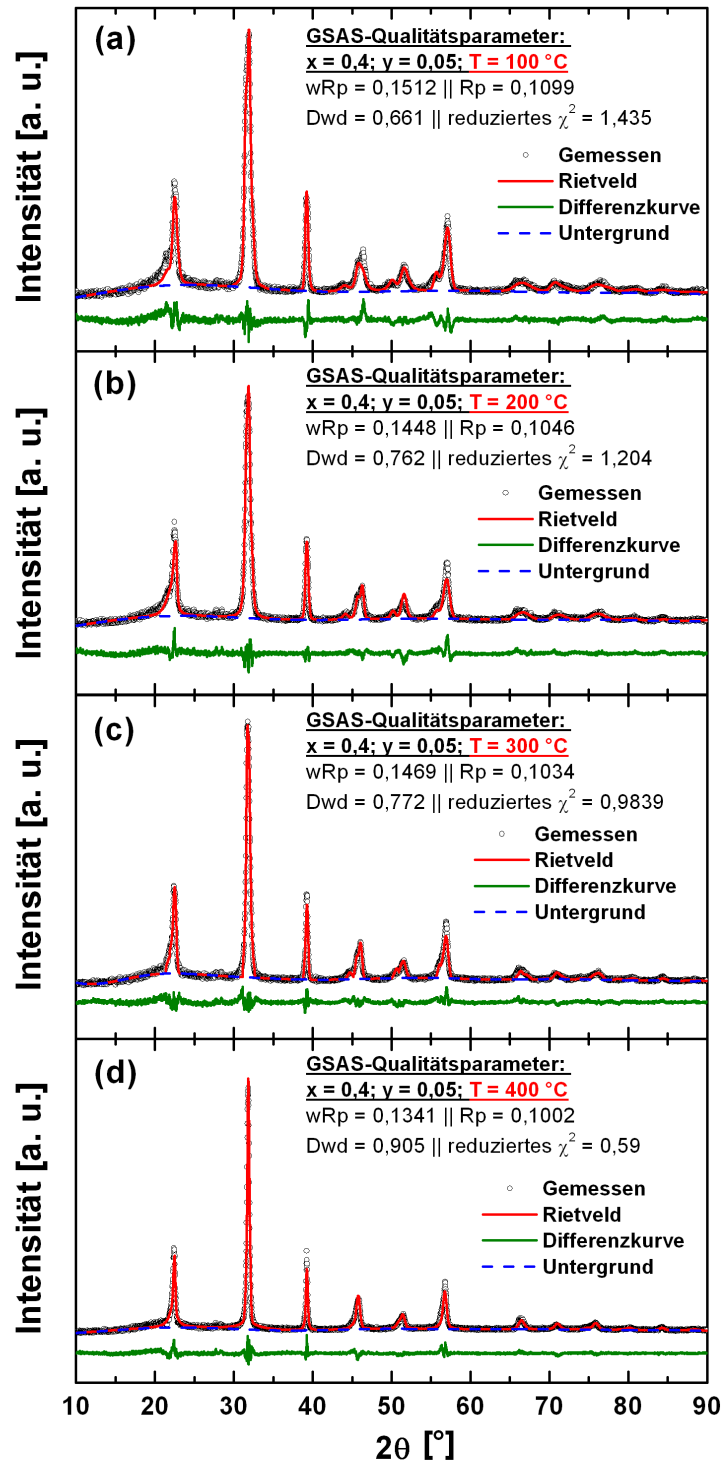 (a)
GSAS-Qualitätsparameter:
x = 0,4; y = 0,05; T = 100 °C
wRp = 0,1512 || Rp = 0,1099
Dwd = 0,661 || reduziertes χ² = 1,435
Gemessen
Rietveld
Differenzkurve
Untergrund
Intensität [a. u.]
(b)
GSAS-Qualitätsparameter:
x = 0,4; y = 0,05; T = 200 °C
wRp = 0,1448 || Rp = 0,1046
Dwd = 0,762 || reduziertes χ² = 1,204
Gemessen
Rietveld
Differenzkurve
Untergrund
Intensität [a. u.]
(c)
GSAS-Qualitätsparameter:
x = 0,4; y = 0,05; T = 300 °C
wRp = 0,1469 || Rp = 0,1034
Dwd = 0,772 || reduziertes χ² = 0,9839
Gemessen
Rietveld
Differenzkurve
Untergrund
Intensität [a. u.]
(d)
GSAS-Qualitätsparameter:
x = 0,4; y = 0,05; T = 400 °C
wRp = 0,1341 || Rp = 0,1002
Dwd = 0,905 || reduziertes χ² = 0,59
Gemessen
Rietveld
Differenzkurve
Untergrund
Intensität [a. u.]
10 20 30 40 50 60 70 80 90
2θ [°]